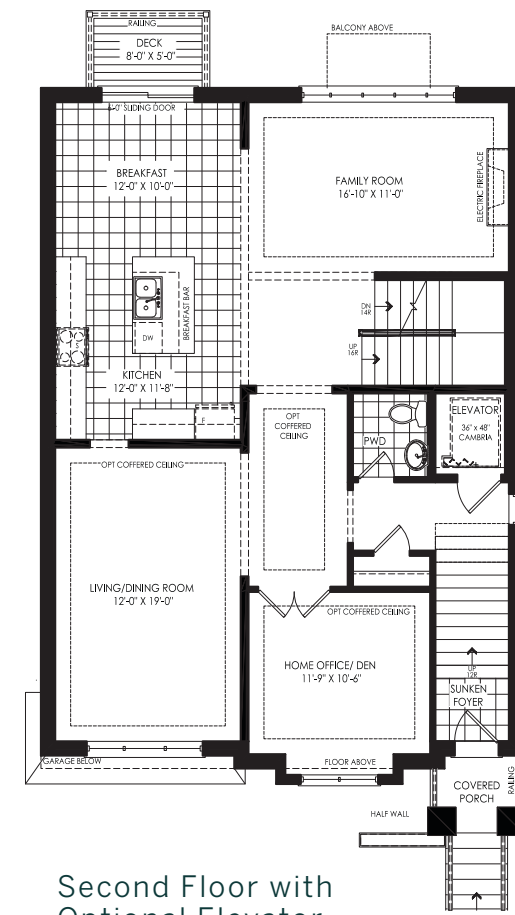 RAILING
DECK
8'-0" X 5'-0"
BALCONY ABOVE
6'-0" SLIDING DOOR
BREAKFAST
12'-0" X 10'-0"
FAMILY ROOM
16'-10" X 11'-0"
ELECTRIC FIREPLACE
BREAKFAST BAR
DW
S
DN
14R
UP
16R
KITCHEN
12'-0" X 11'-8"
F
OPT
COFFERED
CEILING
PWD
ELEVATOR
36" x 48"
CAMBRIA
OPT COFFERED CEILING
LIVING/DINING ROOM
12'-0" X 19'-0"
OPT COFFERED CEILING
HOME OFFICE/ DEN
11'-9" X 10'-6"
UP
12R
SUNKEN
FOYER
GARAGE BELOW
FLOOR ABOVE
COVERED
PORCH
RAILING
HALF WALL
Second Floor with
Optional Elevator